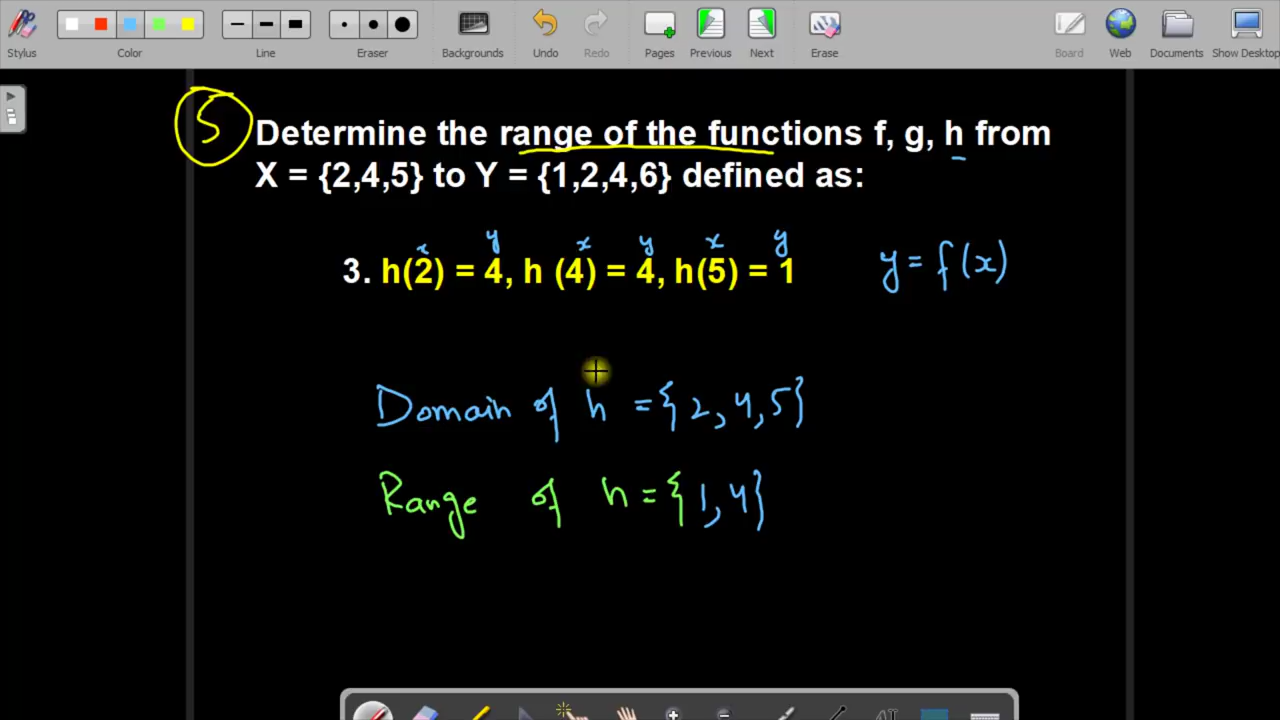 Stylus Color Line Eraser Backgrounds Undo Redo Pages Previous Next Erase Board Web Documents Show Desktop
5
Determine the range of the functions f, g, h from
X = {2,4,5} to Y = {1,2,4,6} defined as:
x y x y x y
3. h(2) = 4, h (4) = 4, h(5) = 1 y = f(x)
Domain of h = {2, 4, 5}
Range of h = {1, 4}